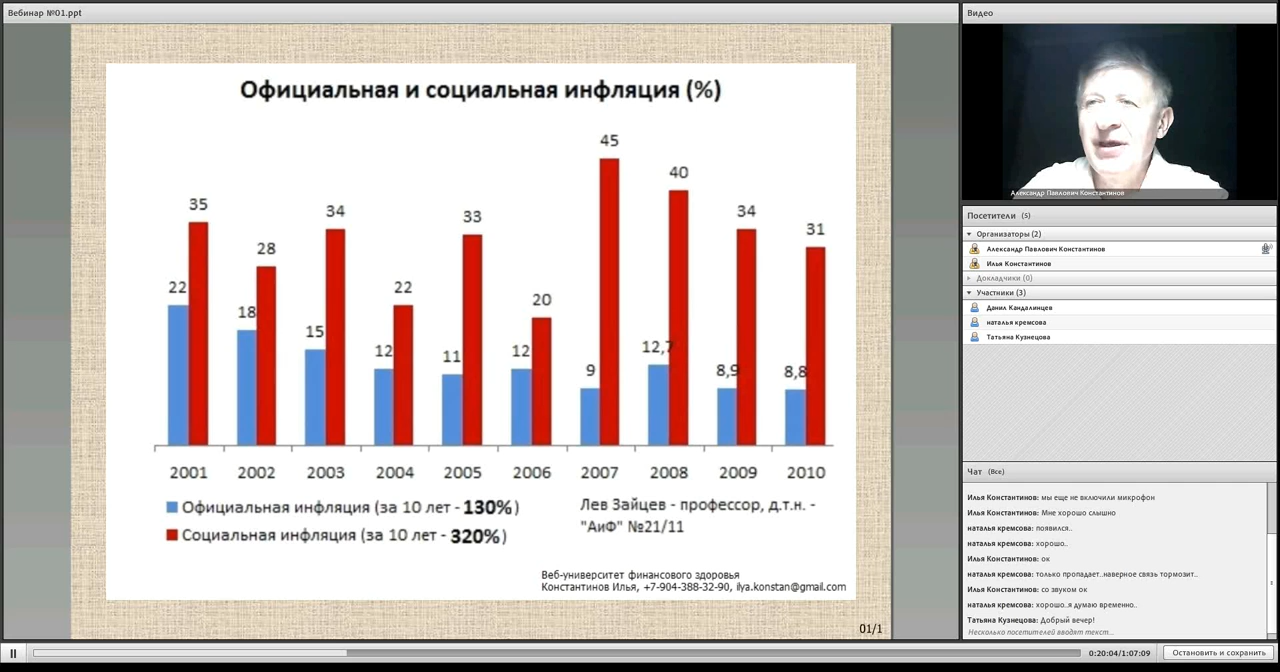 Вебинар №01.ppt
Официальная и социальная инфляция (%)
45
40
35
34
34
33
31
28
22
22
20
18
15
12
11
12
9
12,7
8,9
8,8
2001 2002 2003 2004 2005 2006 2007 2008 2009 2010
Официальная инфляция (за 10 лет - 130%)
Социальная инфляция (за 10 лет - 320%)
Лев Зайцев - профессор, д.т.н. -
"АиФ" №21/11
Веб-университет финансового здоровья
Константинов Илья, +7-904-388-32-90, ilya.konstan@gmail.com
01/1
Видео
Александр Павлович Константинов
Посетители (5)
Организаторы (2)
Александр Павлович Константинов
Илья Константинов
Докладчики (0)
Участники (3)
Данил Кандалинцев
наталья кремсова
Татьяна Кузнецова
Чат (Все)
Илья Константинов: мы еще не включили микрофон
Илья Константинов: Мне хорошо слышно
наталья кремсова: появился..
наталья кремсова: хорошо..
Илья Константинов: ок
наталья кремсова: только пропадает..наверное связь тормозит..
Илья Константинов: со звуком ок
наталья кремсова: хорошо..я думаю временно..
Татьяна Кузнецова: Добрый вечер!
Несколько посетителей вводят текст...
0:20:04/1:07:09
Остановить и сохранить